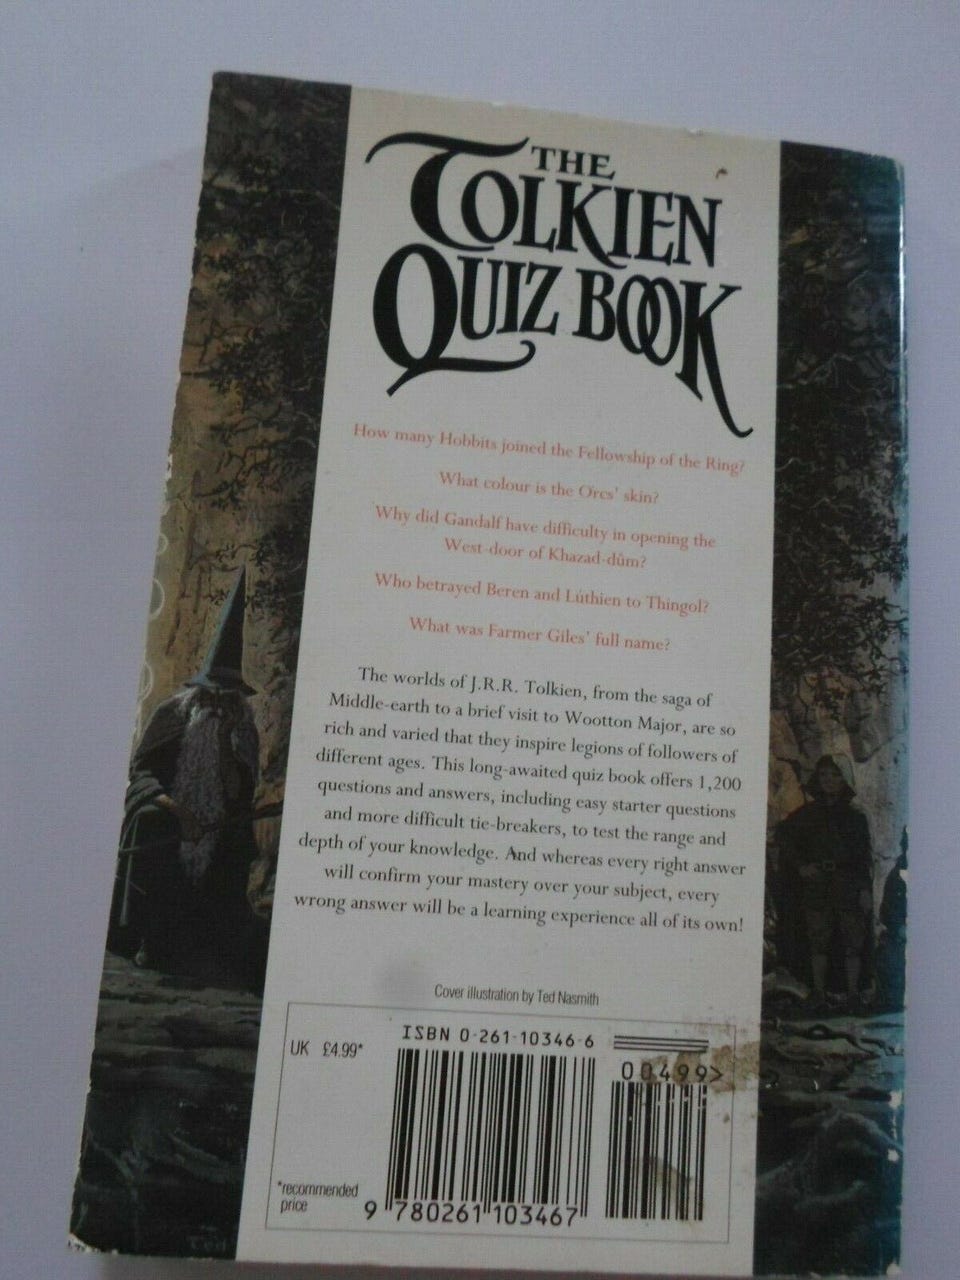 THE
TOLKIEN
QUIZ BOOK
How many Hobbits joined the Fellowship of the Ring?
What colour is the Orcs' skin?
Why did Gandalf have difficulty in opening the
West-door of Khazad-dûm?
Who betrayed Beren and Lúthien to Thingol?
What was Farmer Giles' full name?
The worlds of J.R.R. Tolkien, from the saga of
Middle-earth to a brief visit to Wootton Major, are so
rich and varied that they inspire legions of followers of
different ages. This long-awaited quiz book offers 1,200
questions and answers, including easy starter questions
and more difficult tie-breakers, to test the range and
depth of your knowledge. And whereas every right answer
will confirm your mastery over your subject, every
wrong answer will be a learning experience all of its own!
Cover illustration by Ted Nasmith
ISBN 0-261-10346-6
UK £4.99*
00499>
*recommended
price
9 780261 103467
Ted